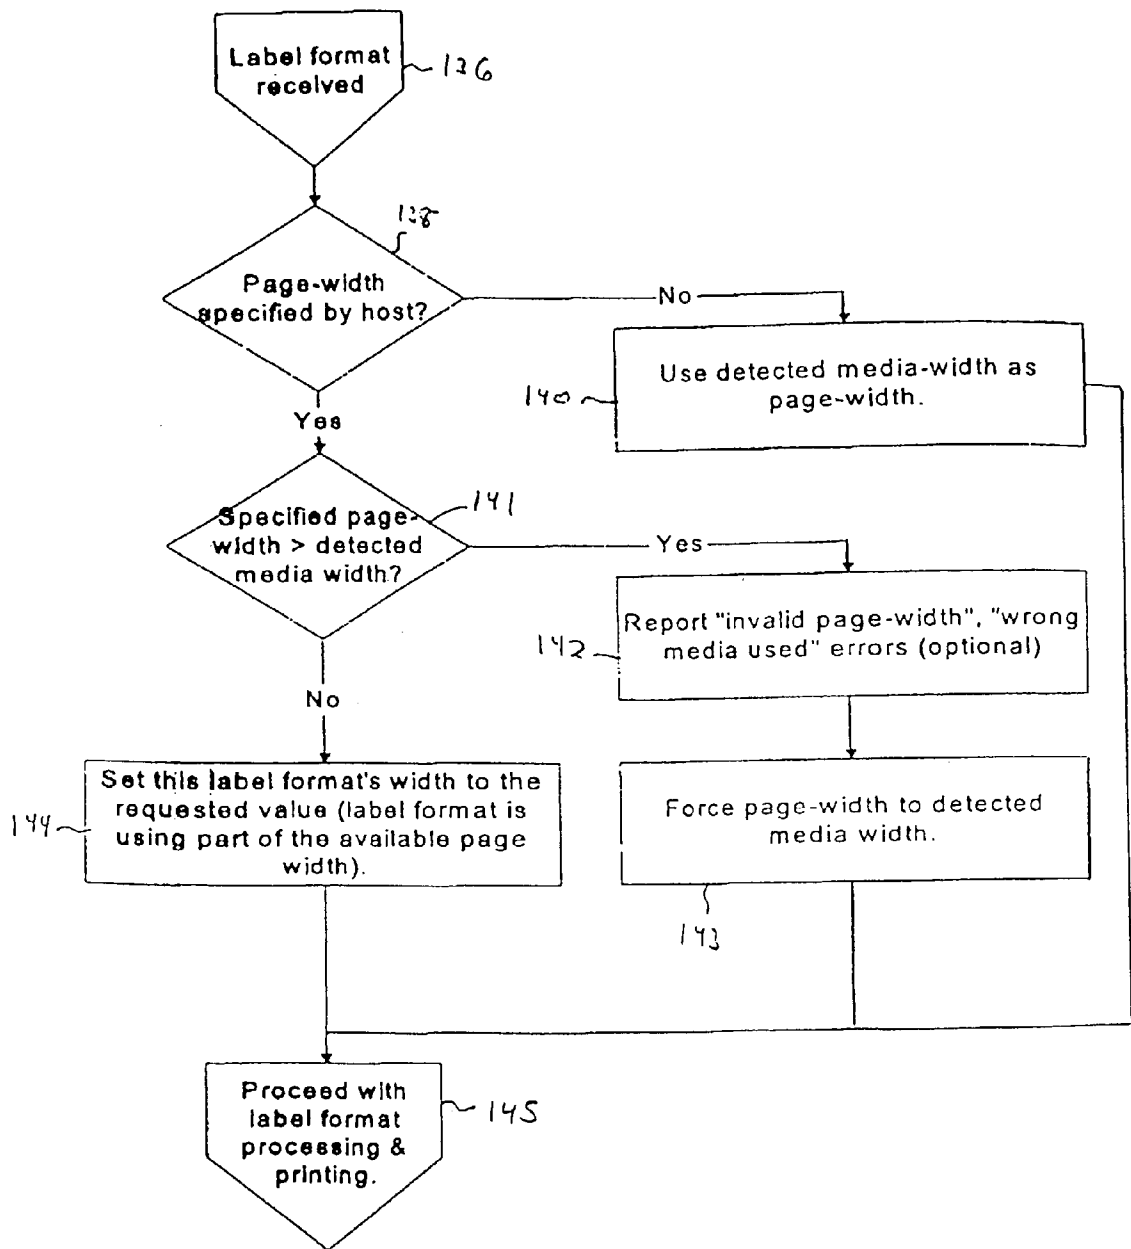 Label format
received
136
138
Page-width
specified by host?
No
Use detected media-width as
page-width.
140
Yes
141
Specified page-
width > detected
media width?
Yes
Report "invalid page-width", "wrong
media used" errors (optional)
142
No
Set this label format's width to the
requested value (label format is
using part of the available page
width).
144
Force page-width to detected
media width.
143
Proceed with
label format
processing &
printing.
145